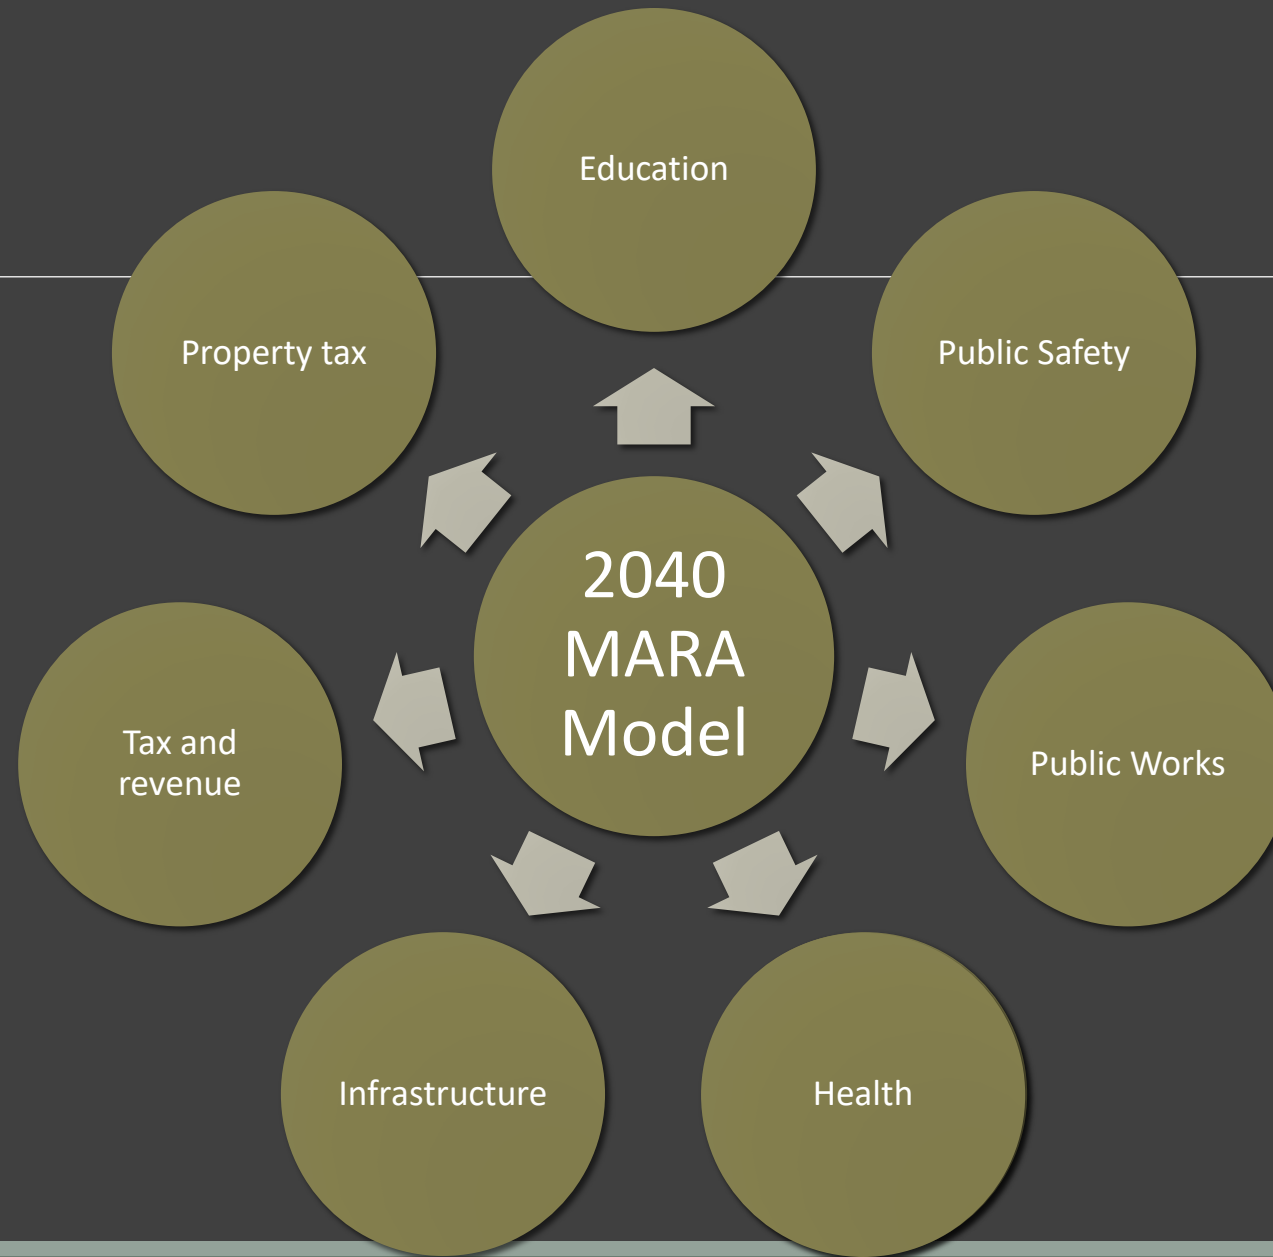 Education
Property tax
Public Safety
2040
MARA
Model
Tax and
revenue
Public Works
Infrastructure
Health